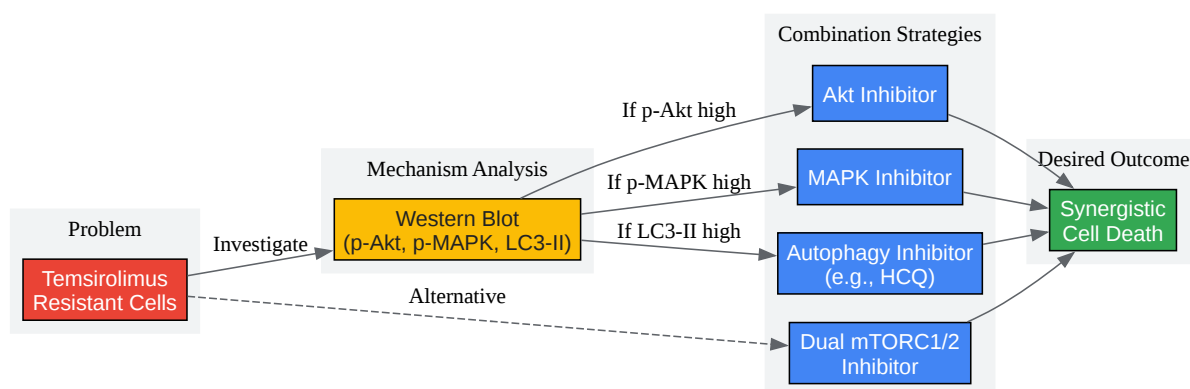 Problem
Temsirolimus
Resistant Cells
Investigate
Alternative
Mechanism Analysis
Western Blot
(p-Akt, p-MAPK, LC3-II)
If p-Akt high
If p-MAPK high
If LC3-II high
Combination Strategies
Akt Inhibitor
MAPK Inhibitor
Autophagy Inhibitor
(e.g., HCQ)
Dual mTORC1/2
Inhibitor
Desired Outcome
Synergistic
Cell Death